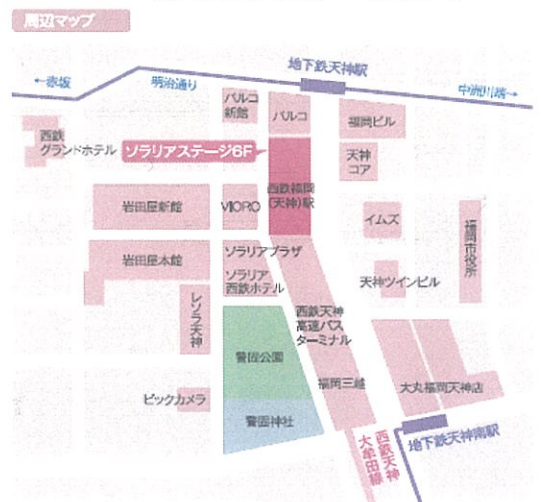 周辺マップ
地下鉄天神駅
←赤坂
明治通り
中洲川端→
パルコ
新館
パルコ
福岡ビル
西鉄
グランドホテル
ソラリアステージ6F
天神
コア
西鉄福岡
(天神)駅
岩田屋新館
VIORO
イムズ
福岡市役所
岩田屋本館
ソラリアプラザ
ソラリア
西鉄ホテル
天神ツインビル
レソラ天神
西鉄天神
高速バス
ターミナル
警固公園
福岡三越
大丸福岡天神店
ビックカメラ
警固神社
地下鉄天神南駅
西鉄天神
大牟田線